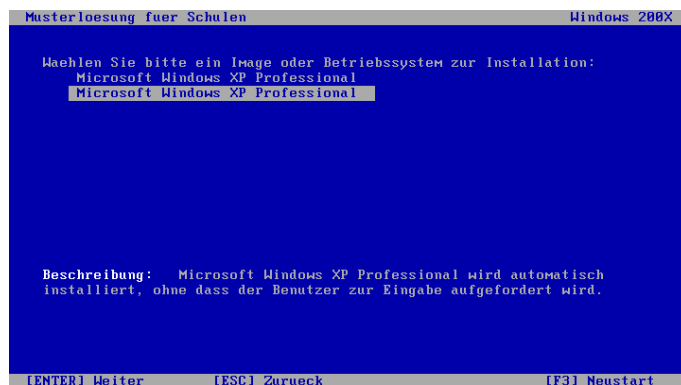 Musterloesung fuer Schulen Windows 200X
Waehlen Sie bitte ein Image oder Betriebssystem zur Installation:
Microsoft Windows XP Professional
Microsoft Windows XP Professional
Beschreibung: Microsoft Windows XP Professional wird automatisch
installiert, ohne dass der Benutzer zur Eingabe aufgefordert wird.
[ENTER] Weiter [ESC] Zurueck [F3] Neustart